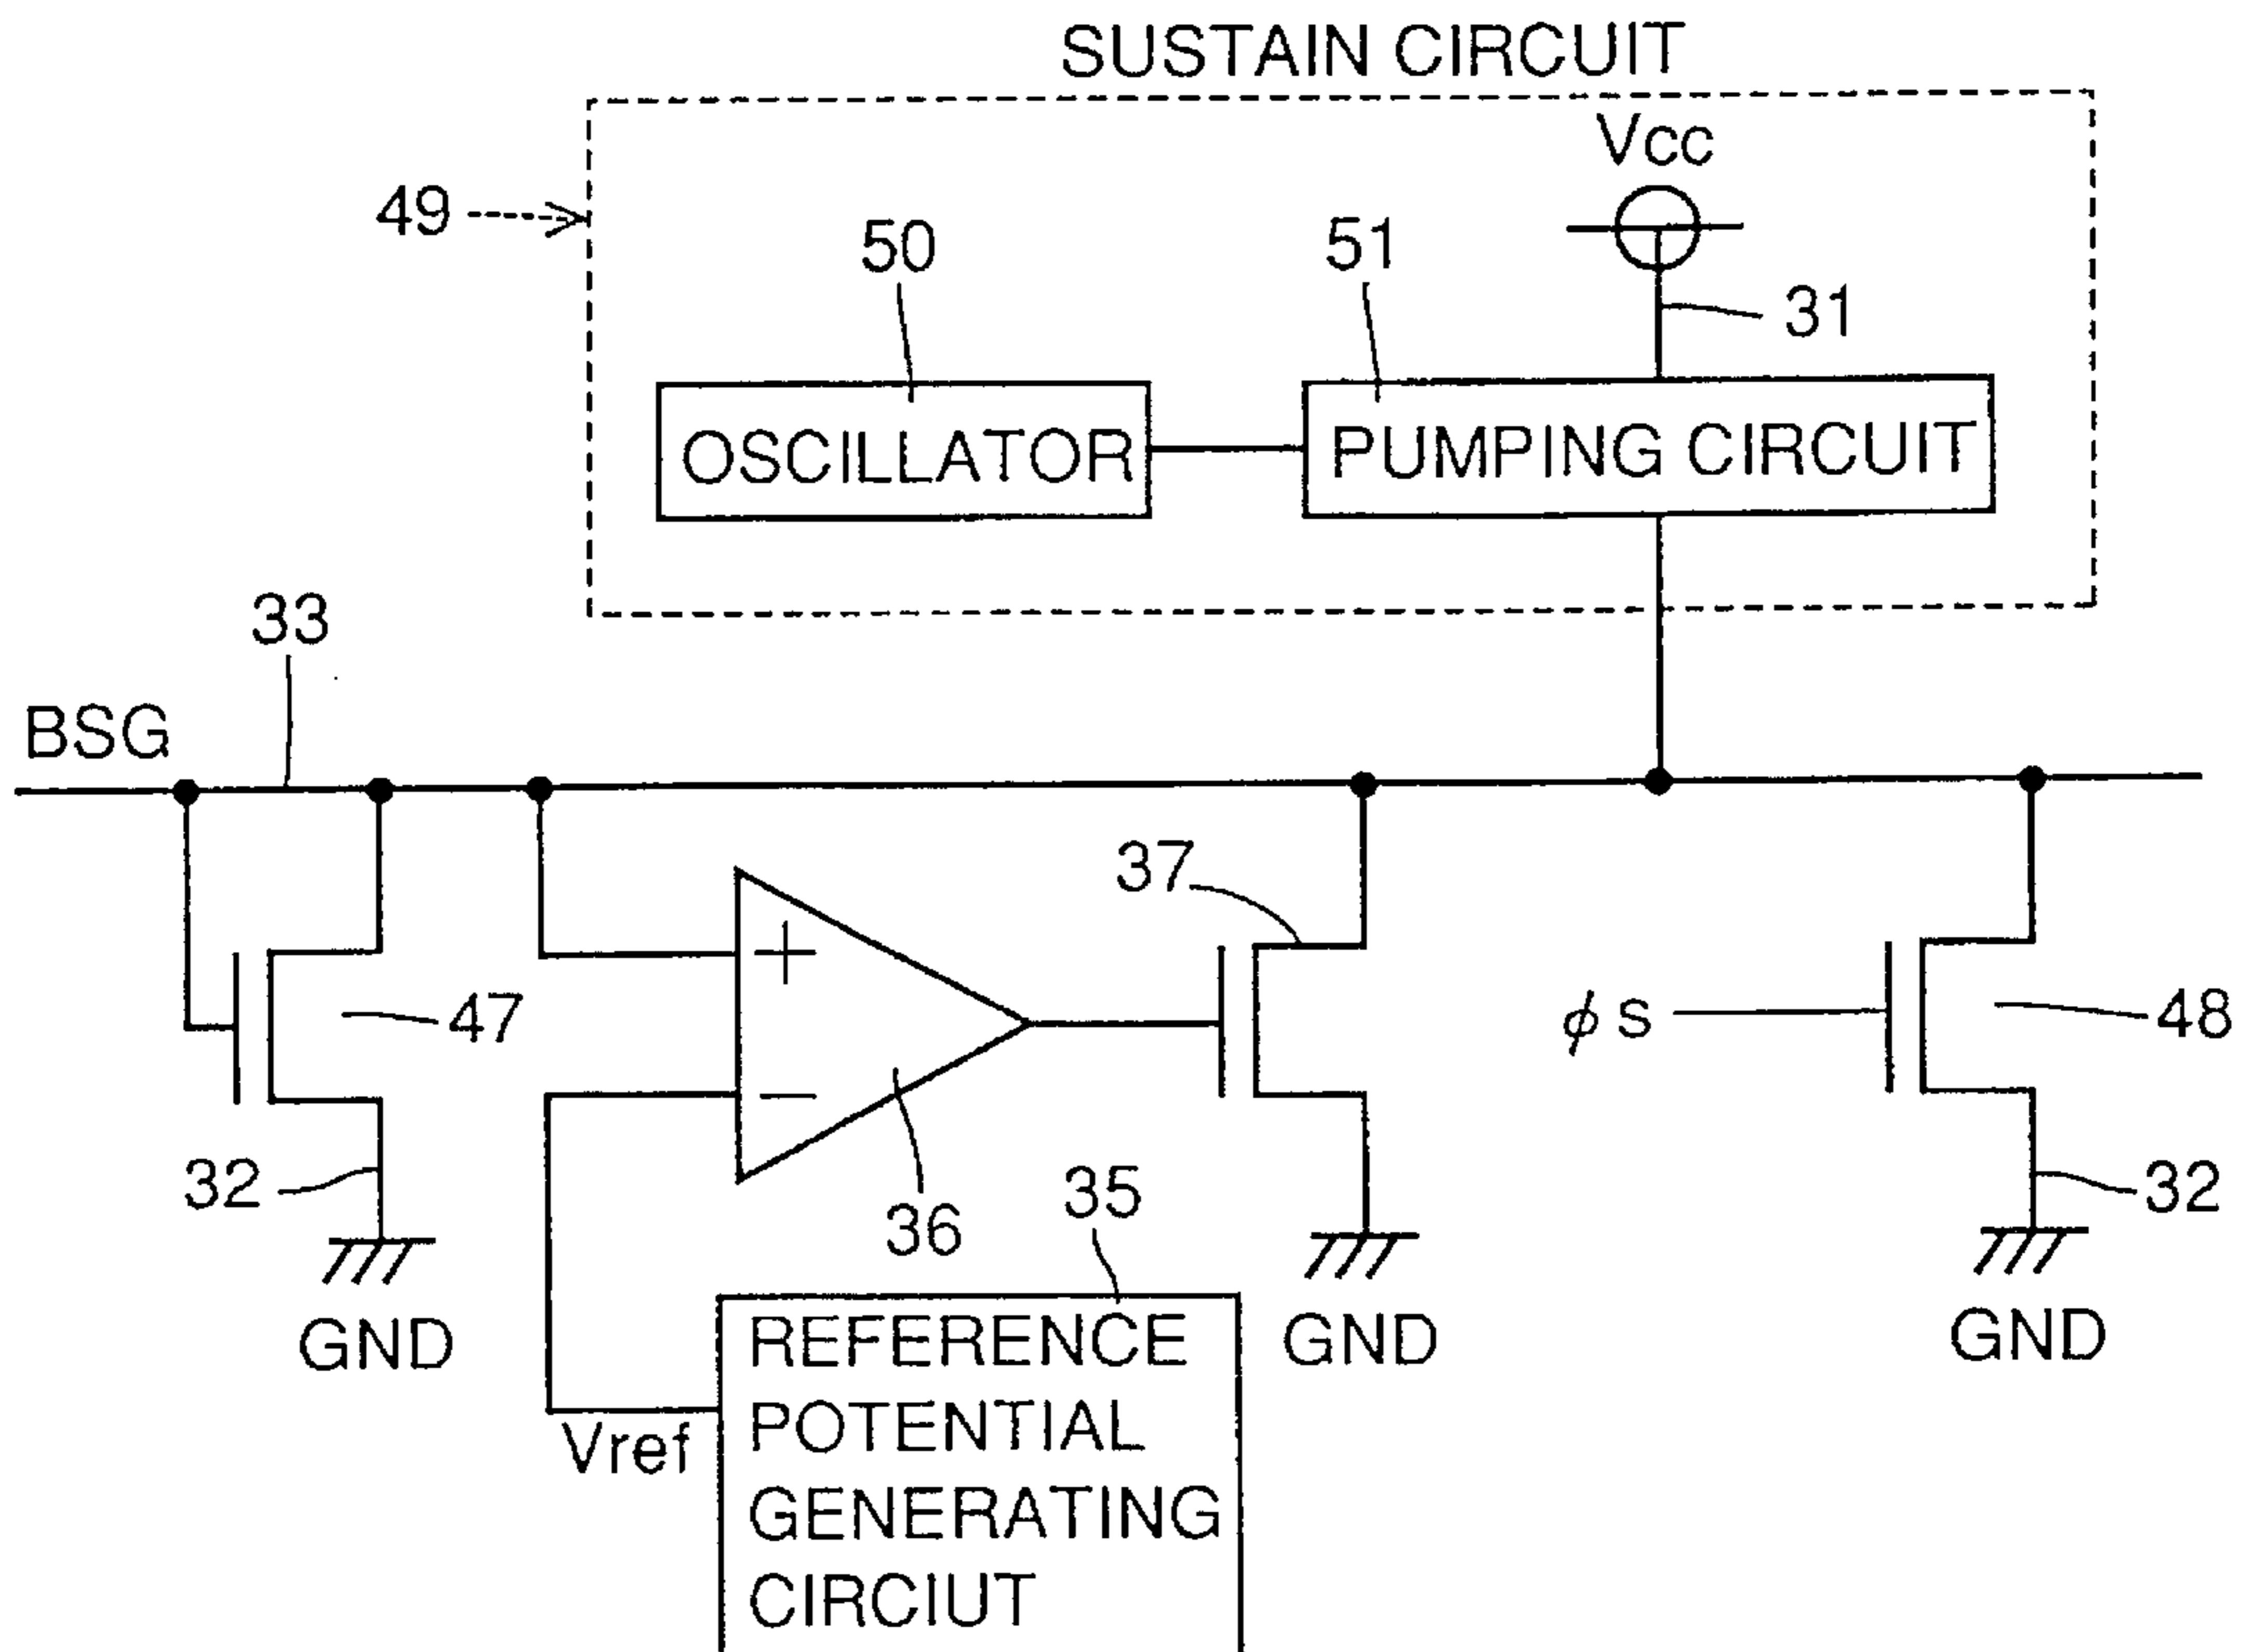 SUSTAIN CIRCUIT
Vcc
49
50
51
31
OSCILLATOR
PUMPING CIRCUIT
33
BSG
37
47
+
φS
48
−
32
36
35
32
GND
REFERENCE
POTENTIAL
GENERATING
CIRCIUT
GND
GND
Vref